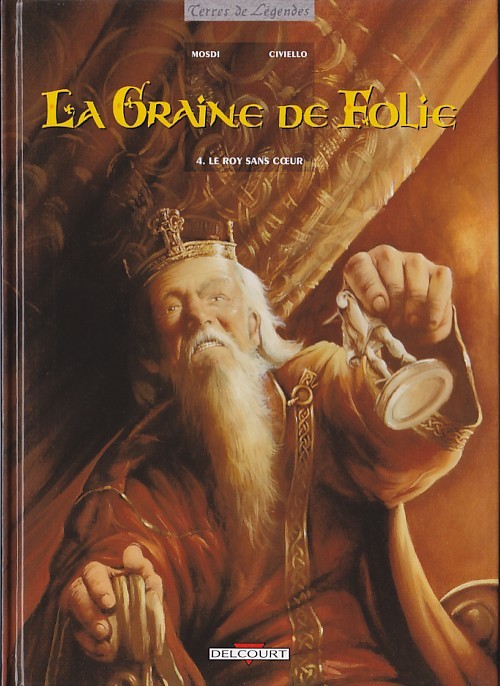 Terres de Légendes
MOSDI CIVIELLO
LA GRAINE DE FOLIE
4. LE ROY SANS CŒUR
DELCOURT